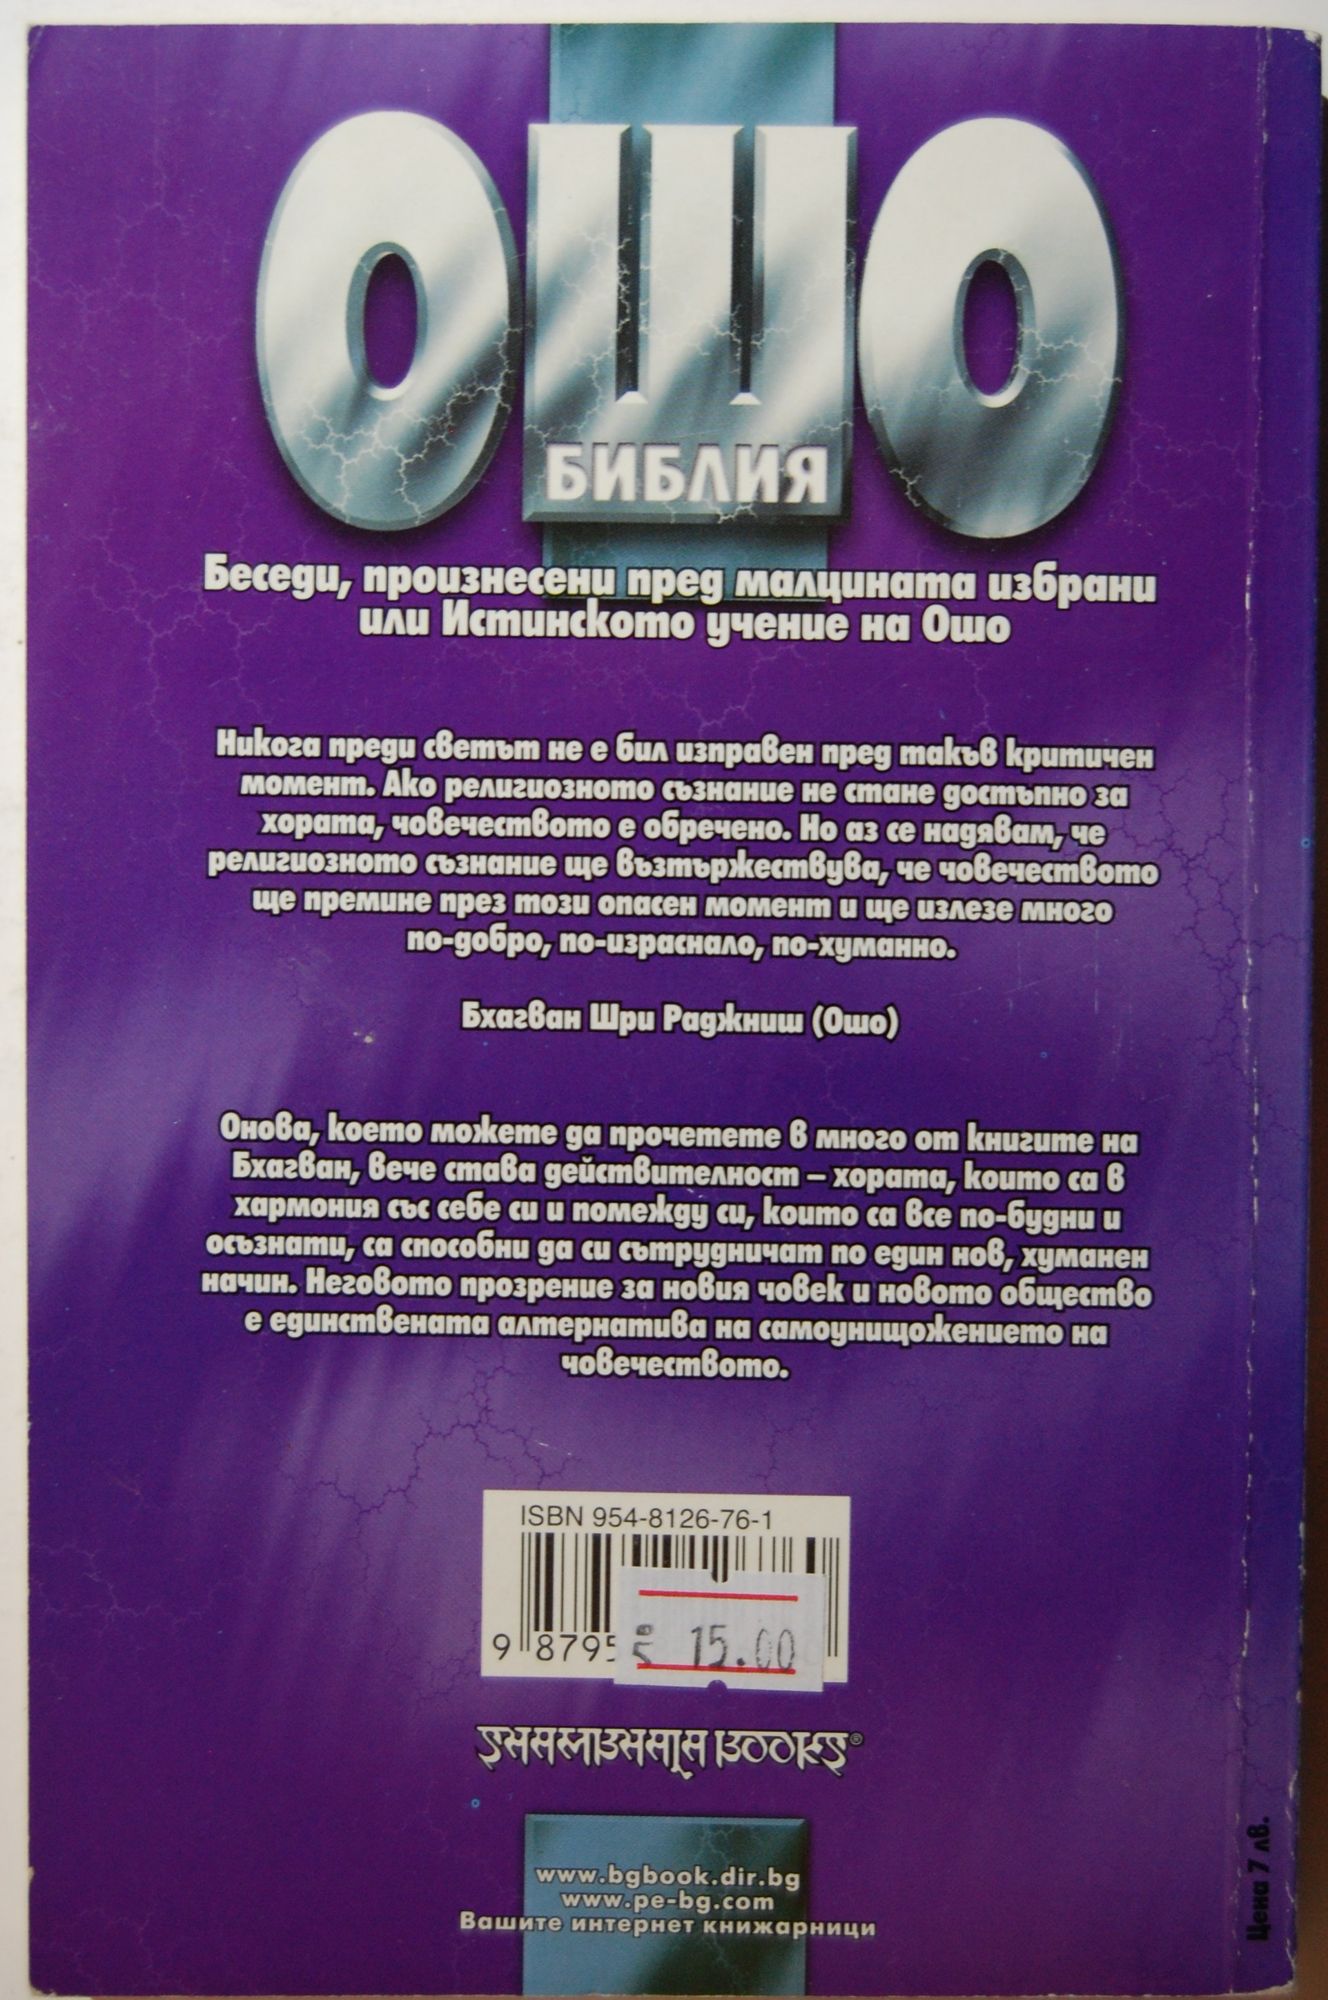 ОШО
БИБЛИЯ
Беседи, произнесени пред малцината избрани
или Истинското учение на Ошо
Никога преди светът не е бил изправен пред такъв критичен
момент. Ако религиозното съзнание не стане достъпно за
хората, човечеството е обречено. Но аз се надявам, че
религиозното съзнание ще възтържествува, че човечеството
ще премине през този опасен момент и ще излезе много
по-добро, по-израснало, по-хуманно.
Бхагван Шри Раджниш (Ошо)
Онова, което можете да прочетете в много от книгите на
Бхагван, вече става действителност – хората, които са в
хармония със себе си и помежду си, които са все по-будни и
осъзнати, са способни да си сътрудничат по един нов, хуманен
начин. Неговото прозрение за новия човек и новото общество
е единствената алтернатива на самоунищожението на
човечеството.
ISBN 954-8126-76-1
9 8795
15.00
SHAMBHALA BOOKS®
www.bgbook.dir.bg
www.pe-bg.com
Вашите интернет книжарници
Цена 7 лв.